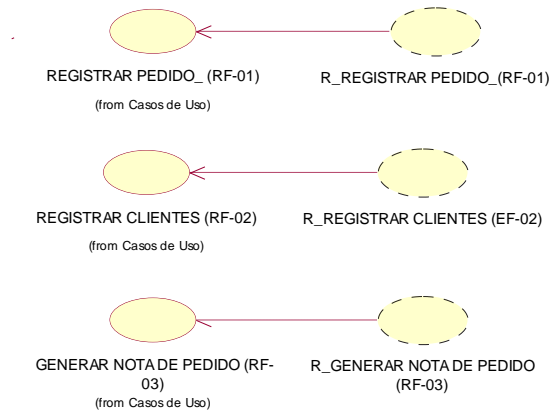 REGISTRAR PEDIDO_ (RF-01)
(from Casos de Uso)
R_REGISTRAR PEDIDO_(RF-01)
REGISTRAR CLIENTES (RF-02)
(from Casos de Uso)
R_REGISTRAR CLIENTES (EF-02)
GENERAR NOTA DE PEDIDO (RF-
03)
(from Casos de Uso)
R_GENERAR NOTA DE PEDIDO
(RF-03)